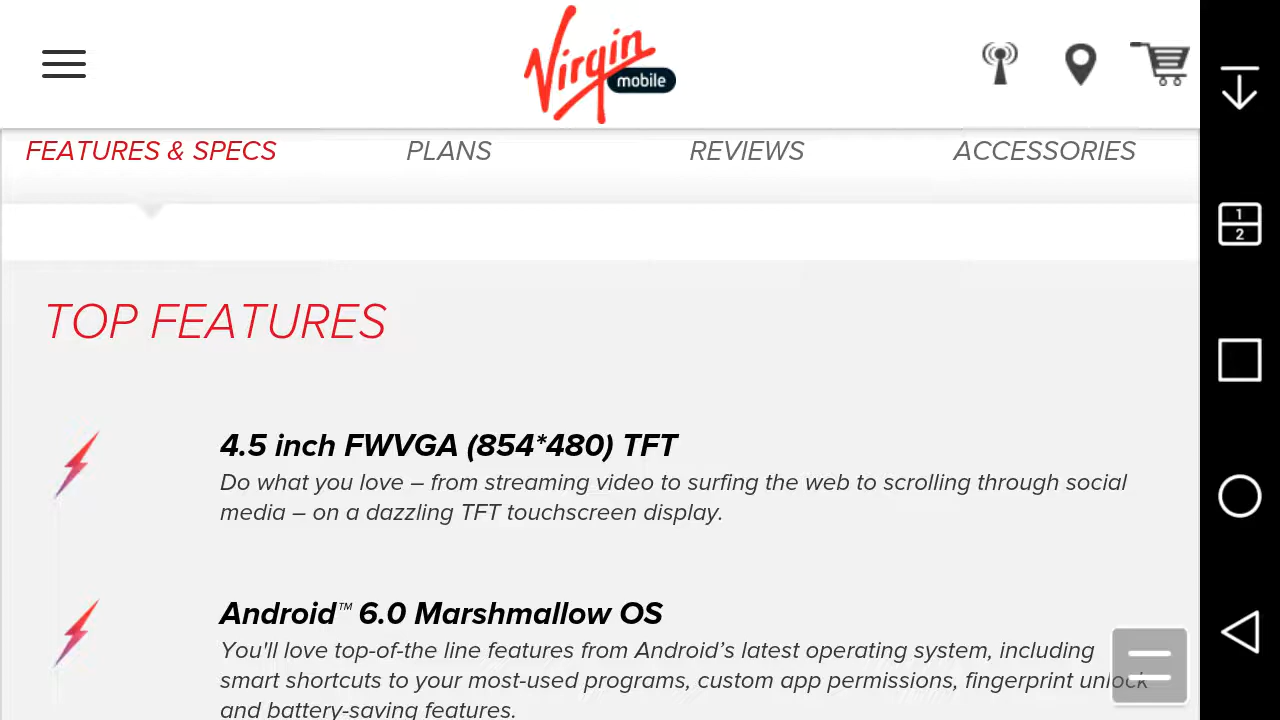 Virgin
mobile
FEATURES & SPECS PLANS REVIEWS ACCESSORIES
1
2
TOP FEATURES
4.5 inch FWVGA (854*480) TFT
Do what you love – from streaming video to surfing the web to scrolling through social
media – on a dazzling TFT touchscreen display.
Android™ 6.0 Marshmallow OS
You'll love top-of-the line features from Android’s latest operating system, including
smart shortcuts to your most-used programs, custom app permissions, fingerprint unlock
and battery-saving features.